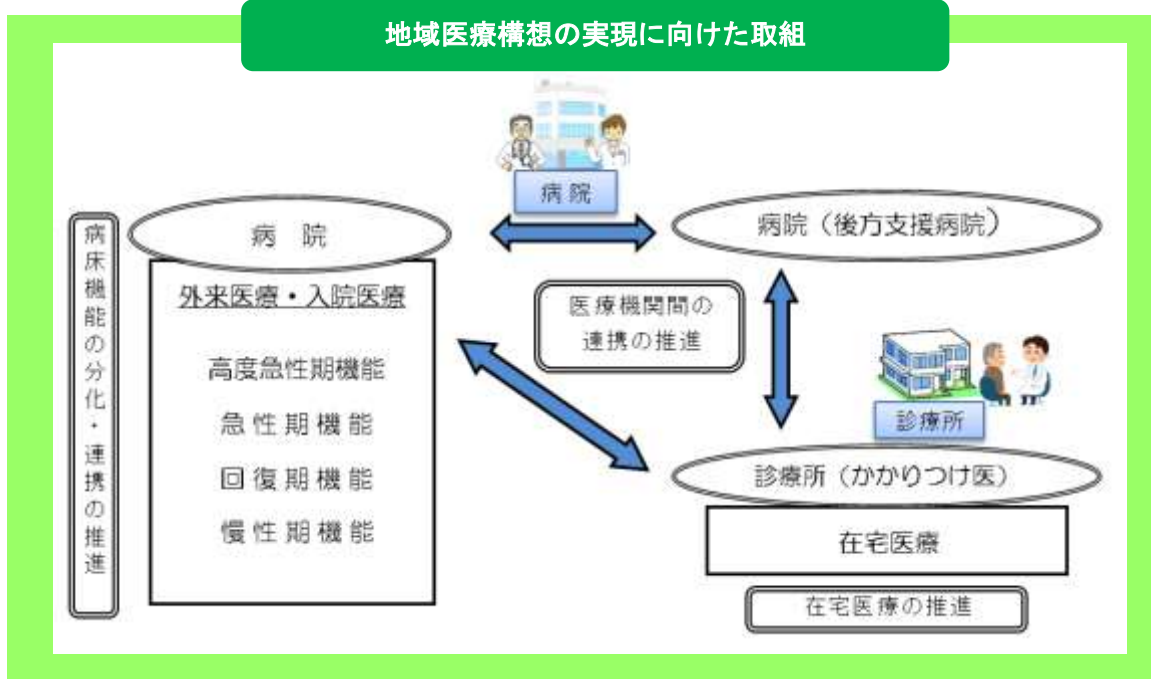 地域医療構想の実現に向けた取組
病院
病院
病院（後方支援病院）
病床機能の分化・連携の推進
外来医療・入院医療
高度急性期機能
急性期機能
回復期機能
慢性期機能
医療機関間の
連携の推進
診療所
診療所（かかりつけ医）
在宅医療
在宅医療の推進